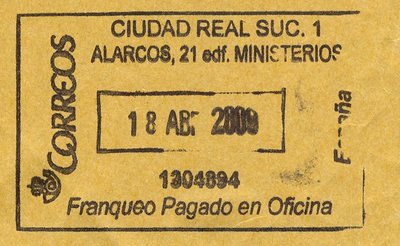 CIUDAD REAL SUC. 1
ALARCOS, 21 edf. MINISTERIOS
CORREOS
18 ABR 2009
España
1304894
Franqueo Pagado en Oficina